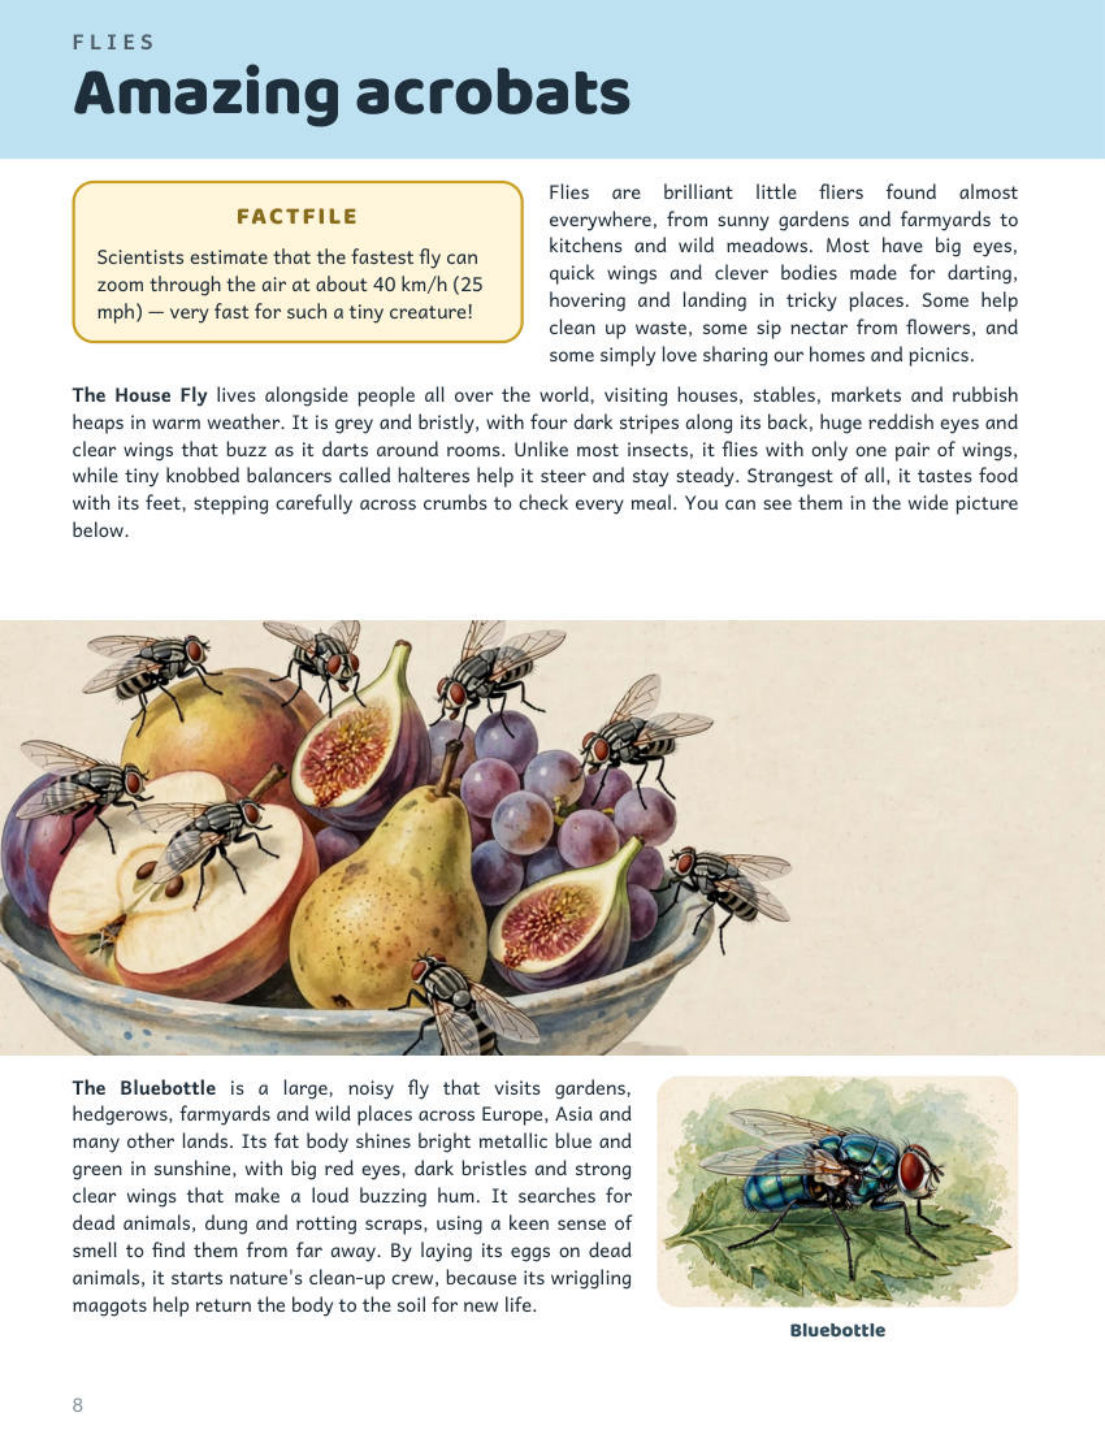 FLIES
Amazing acrobats
FACTFILE
Scientists estimate that the fastest fly can
zoom through the air at about 40 km/h (25
mph) — very fast for such a tiny creature!
Flies are brilliant little fliers found almost
everywhere, from sunny gardens and farmyards to
kitchens and wild meadows. Most have big eyes,
quick wings and clever bodies made for darting,
hovering and landing in tricky places. Some help
clean up waste, some sip nectar from flowers, and
some simply love sharing our homes and picnics.
The House Fly lives alongside people all over the world, visiting houses, stables, markets and rubbish
heaps in warm weather. It is grey and bristly, with four dark stripes along its back, huge reddish eyes and
clear wings that buzz as it darts around rooms. Unlike most insects, it flies with only one pair of wings,
while tiny knobbed balancers called halteres help it steer and stay steady. Strangest of all, it tastes food
with its feet, stepping carefully across crumbs to check every meal. You can see them in the wide picture
below.
The Bluebottle is a large, noisy fly that visits gardens,
hedgerows, farmyards and wild places across Europe, Asia and
many other lands. Its fat body shines bright metallic blue and
green in sunshine, with big red eyes, dark bristles and strong
clear wings that make a loud buzzing hum. It searches for
dead animals, dung and rotting scraps, using a keen sense of
smell to find them from far away. By laying its eggs on dead
animals, it starts nature's clean-up crew, because its wriggling
maggots help return the body to the soil for new life.
Bluebottle
8